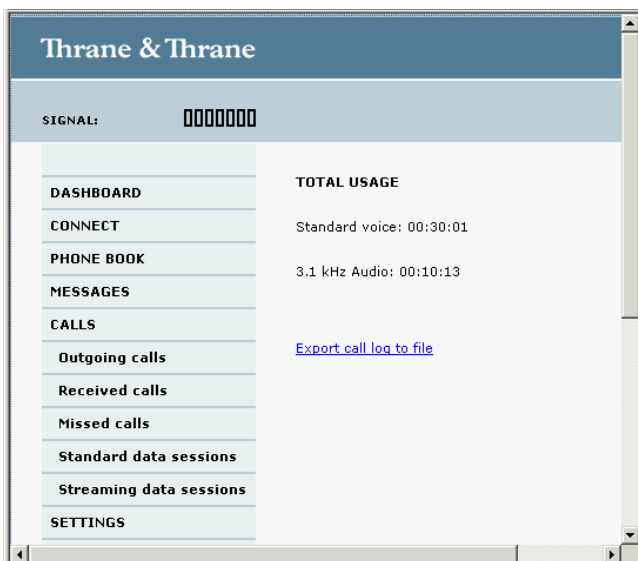 Thrane & Thrane
SIGNAL:
DASHBOARD
CONNECT
PHONE BOOK
MESSAGES
CALLS
Outgoing calls
Received calls
Missed calls
Standard data sessions
Streaming data sessions
SETTINGS
TOTAL USAGE
Standard voice: 00:30:01
3.1 kHz Audio: 00:10:13
Export call log to file